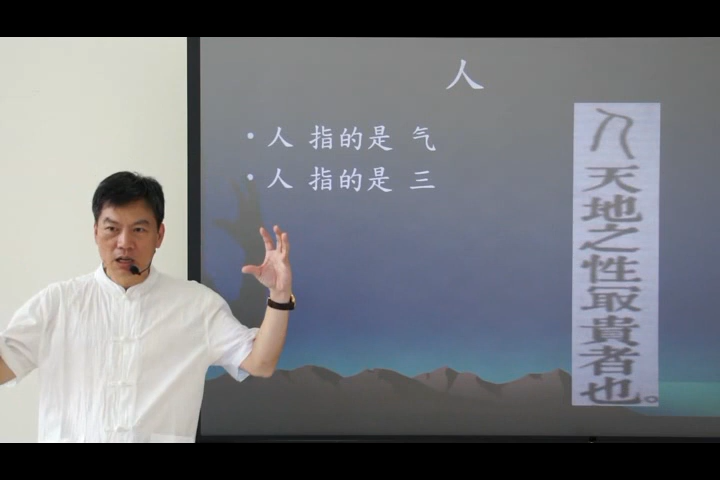 人
• 人 指的是 气
• 人 指的是 三
人天地之性冣貴者也。